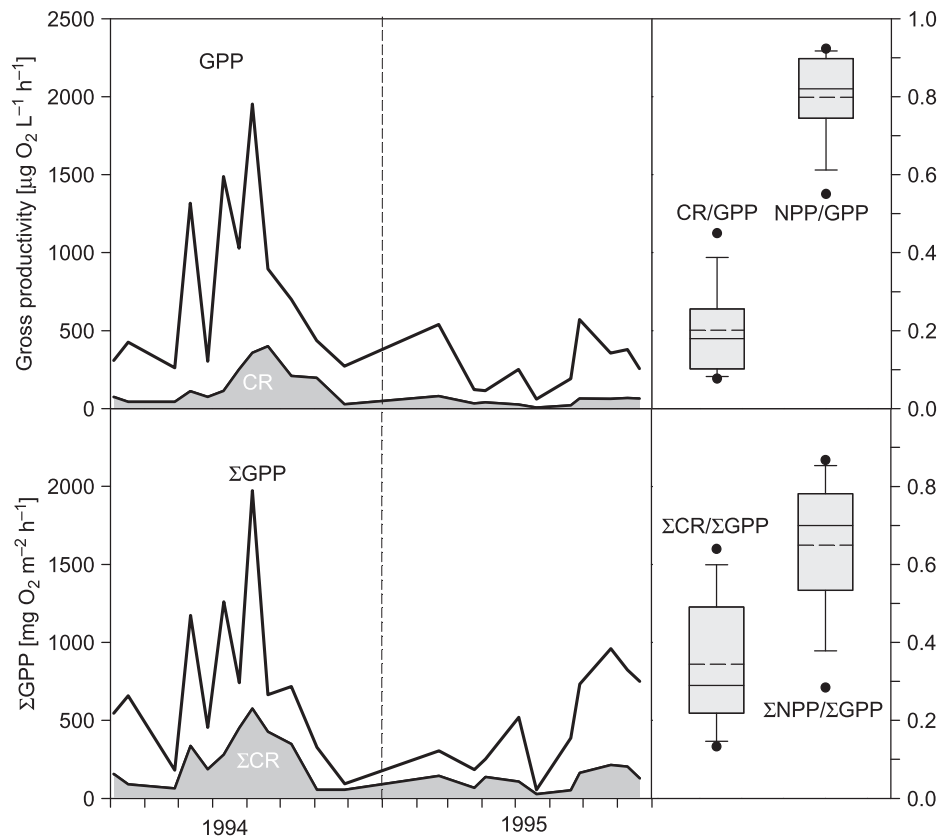 2500
2000
1500
1000
500
0
Gross productivity [µg O₂ L⁻¹ h⁻¹]
GPP
CR
CR/GPP
NPP/GPP
1.0
0.8
0.6
0.4
0.2
0.0
2000
1500
1000
500
0
ΣGPP [mg O₂ m⁻² h⁻¹]
ΣGPP
ΣCR
ΣCR/ΣGPP
ΣNPP/ΣGPP
0.8
0.6
0.4
0.2
0.0
1994
1995